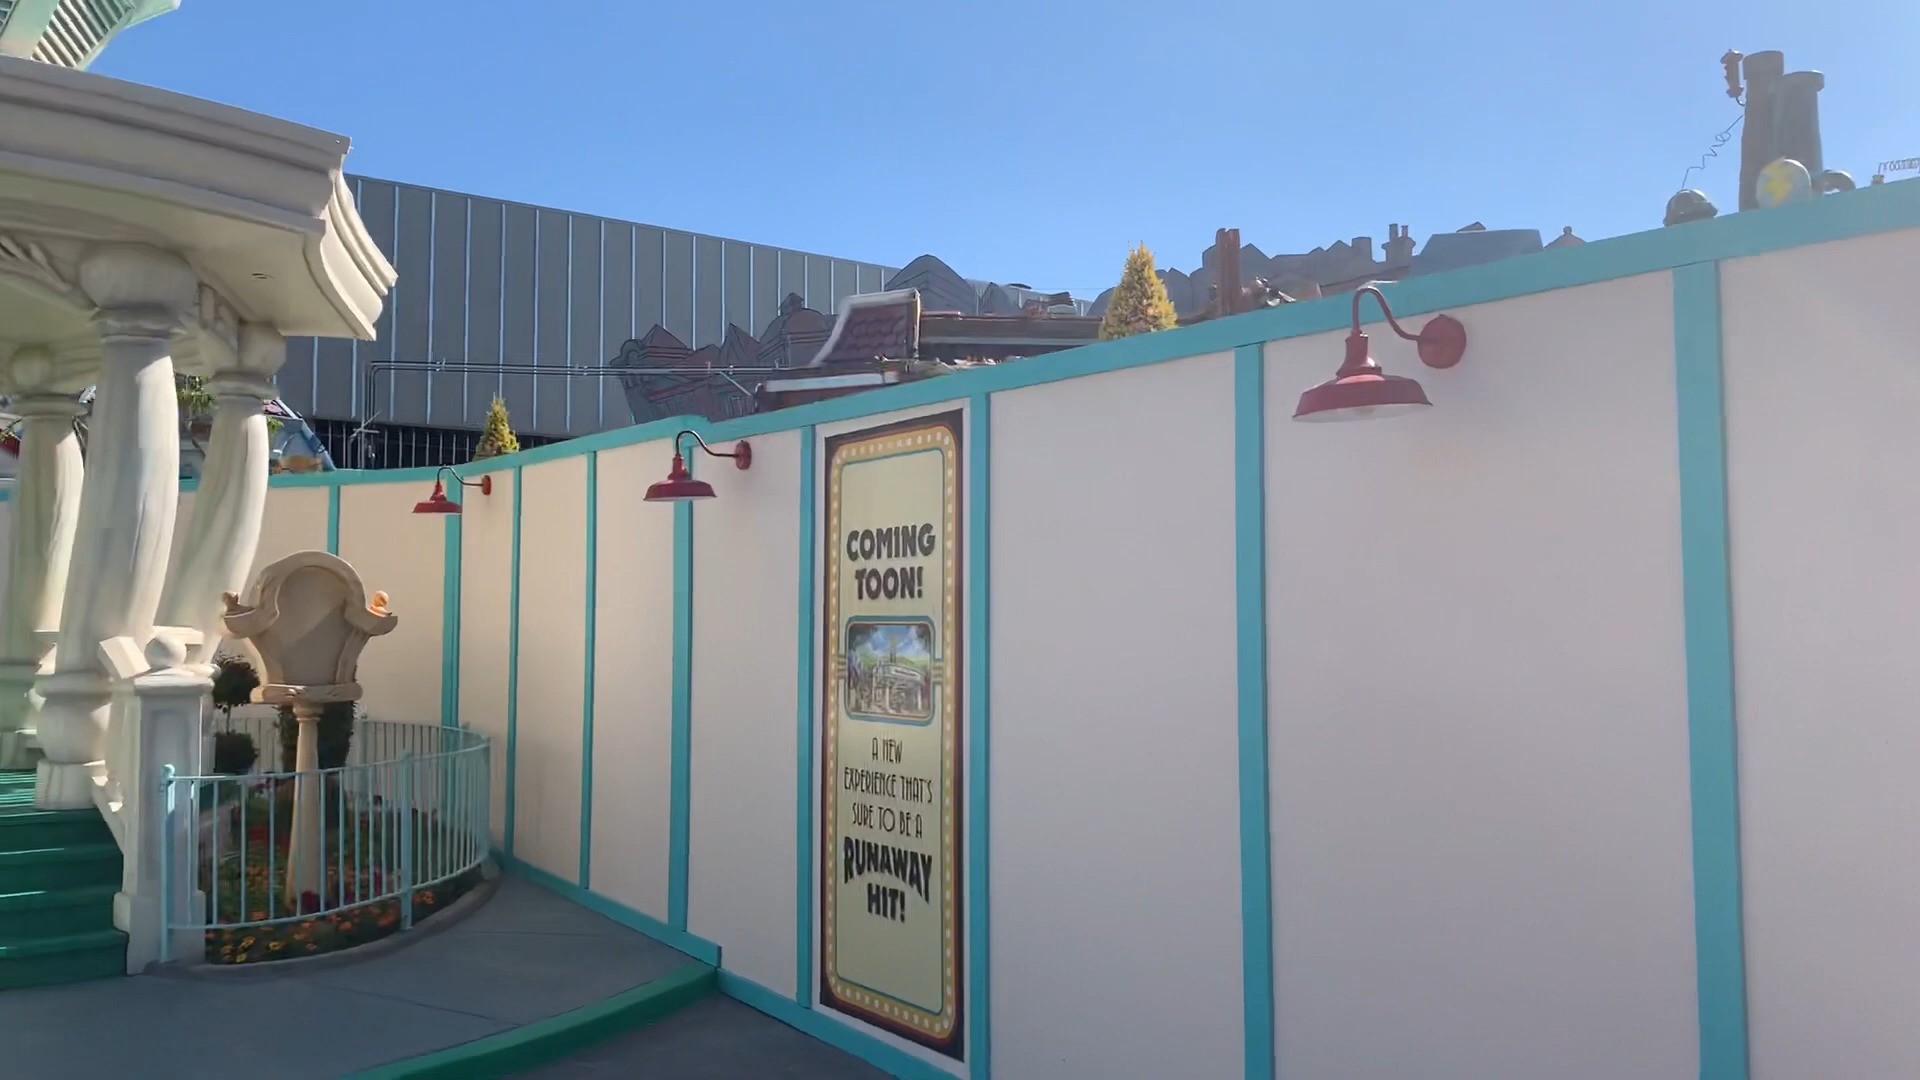 COMING
TOON!
A NEW
EXPERIENCE THAT'S
SURE TO BE A
RUNAWAY
HIT!